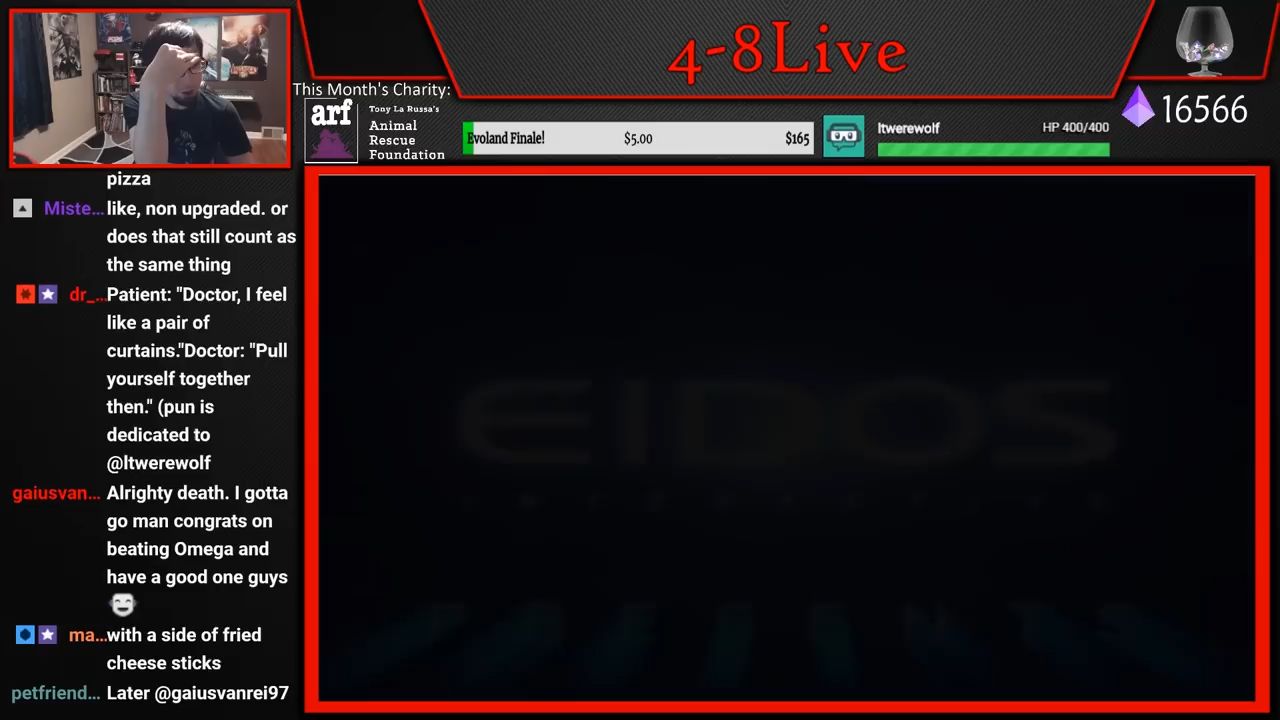 4-8Live
This Month's Charity:
arf
Tony La Russa's
Animal
Rescue
Foundation
Evoland Finale! $5.00 $165
ltwerewolf HP 400/400
16566
pizza
Miste... like, non upgraded. or
does that still count as
the same thing
dr_... Patient: "Doctor, I feel
like a pair of
curtains."Doctor: "Pull
yourself together
then." (pun is
dedicated to
@ltwerewolf
gaiusvan... Alrighty death. I gotta
go man congrats on
beating Omega and
have a good one guys
ma... with a side of fried
cheese sticks
petfriend... Later @gaiusvanrei97
EIDOS